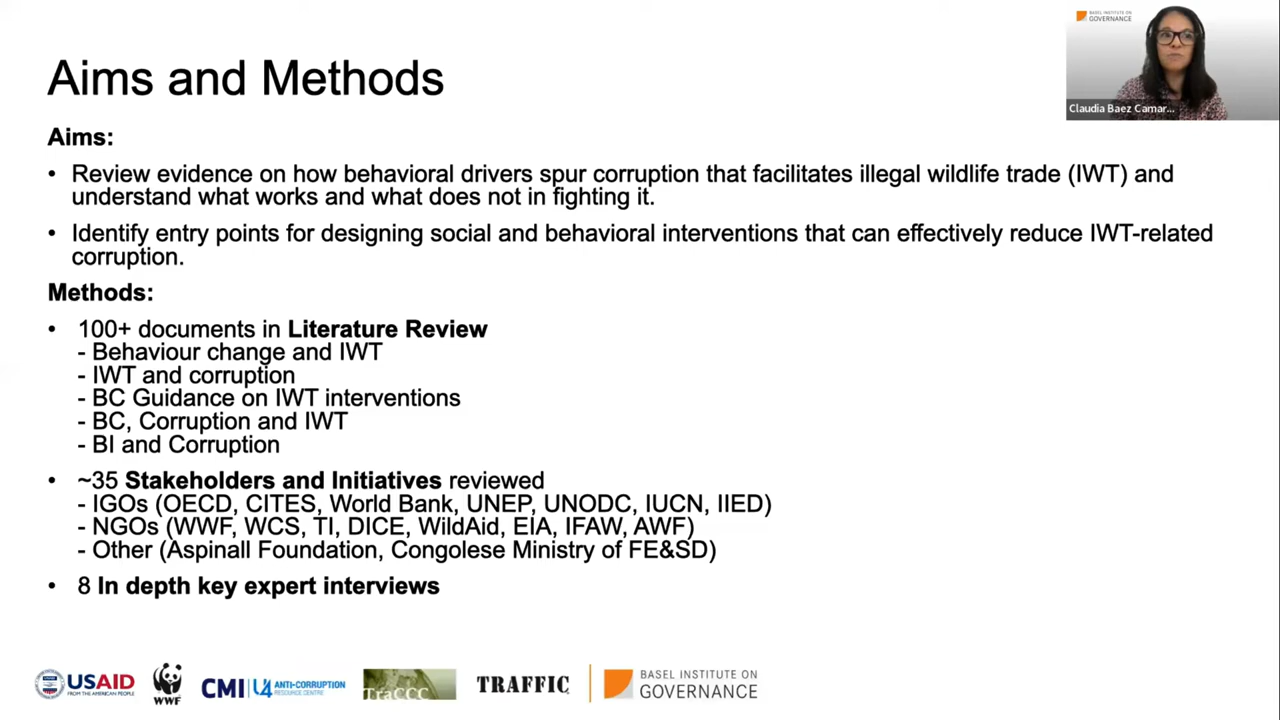 BASEL INSTITUTE ON
GOVERNANCE
Claudia Baez Camar...
Aims and Methods
Aims:
• Review evidence on how behavioral drivers spur corruption that facilitates illegal wildlife trade (IWT) and
understand what works and what does not in fighting it.
• Identify entry points for designing social and behavioral interventions that can effectively reduce IWT-related
corruption.
Methods:
• 100+ documents in Literature Review
- Behaviour change and IWT
- IWT and corruption
- BC Guidance on IWT interventions
- BC, Corruption and IWT
- BI and Corruption
• ~35 Stakeholders and Initiatives reviewed
- IGOs (OECD, CITES, World Bank, UNEP, UNODC, IUCN, IIED)
- NGOs (WWF, WCS, TI, DICE, WildAid, EIA, IFAW, AWF)
- Other (Aspinall Foundation, Congolese Ministry of FE&SD)
• 8 In depth key expert interviews
USAID
FROM THE AMERICAN PEOPLE
WWF
CMI U4 ANTI-CORRUPTION
RESOURCE CENTRE
TraCCC
TRAFFIC
BASEL INSTITUTE ON
GOVERNANCE